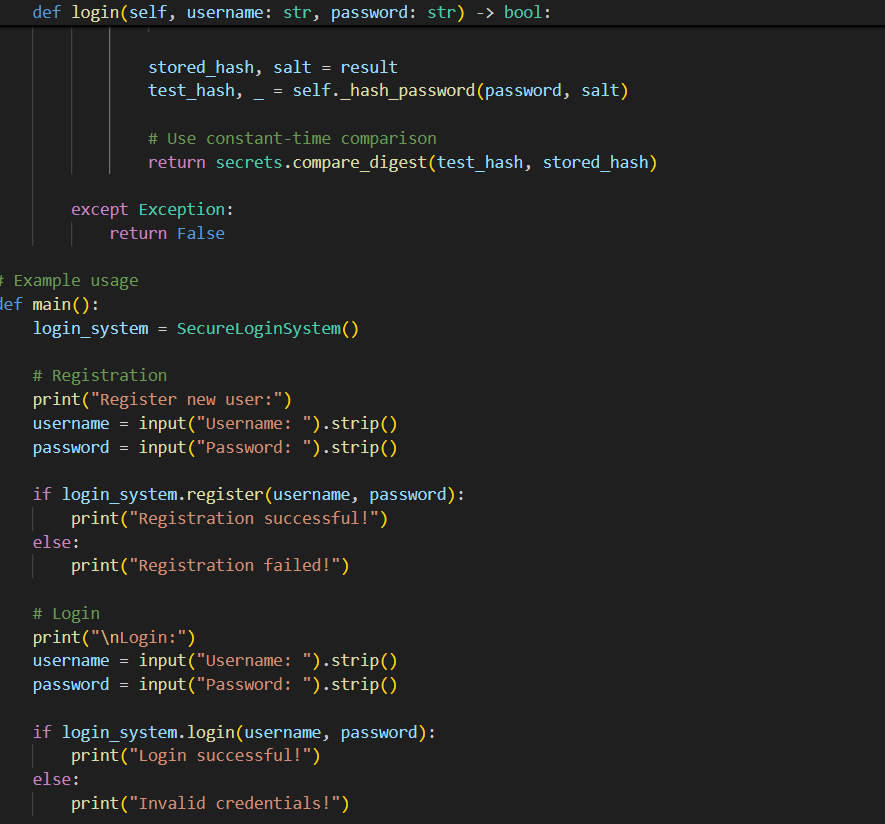 def login(self, username: str, password: str) -> bool:
stored_hash, salt = result
test_hash, _ = self._hash_password(password, salt)
# Use constant-time comparison
return secrets.compare_digest(test_hash, stored_hash)
except Exception:
return False
# Example usage
def main():
login_system = SecureLoginSystem()
# Registration
print("Register new user:")
username = input("Username: ").strip()
password = input("Password: ").strip()
if login_system.register(username, password):
print("Registration successful!")
else:
print("Registration failed!")
# Login
print("\nLogin:")
username = input("Username: ").strip()
password = input("Password: ").strip()
if login_system.login(username, password):
print("Login successful!")
else:
print("Invalid credentials!")